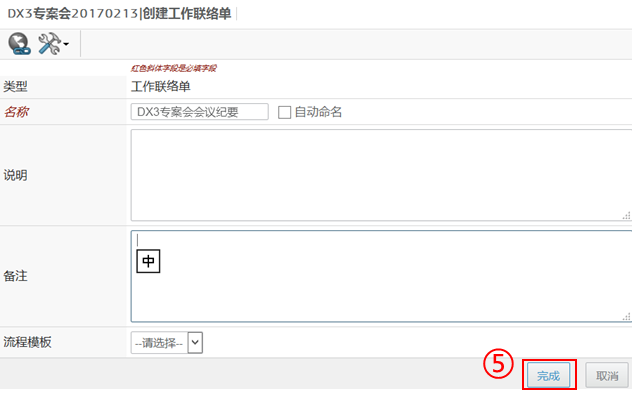 DX3专案会20170213|创建工作联络单
红色斜体字段是必填字段
类型 工作联络单
名称 DX3专案会会议纪要 自动命名
说明
备注
中
流程模板 --请选择--
⑤ 完成 取消